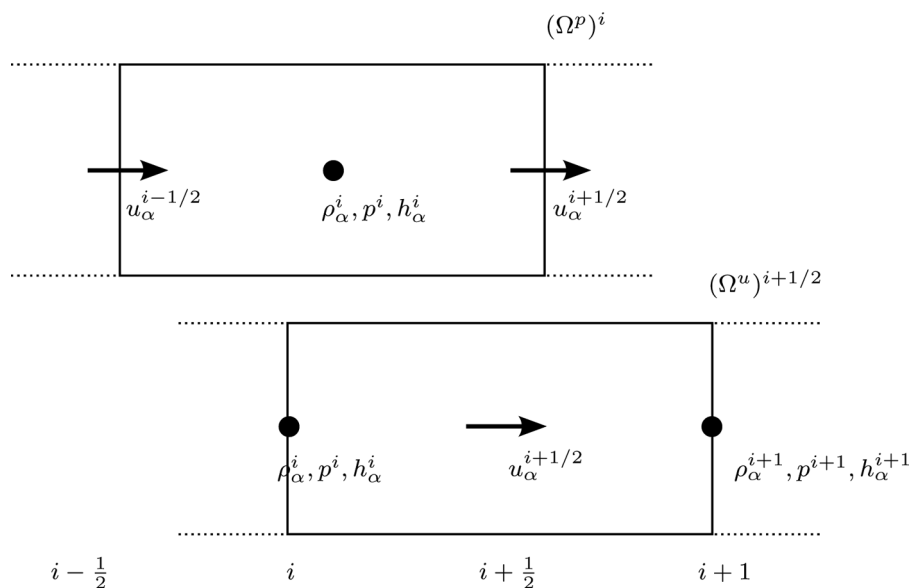 (Ω^p)^i
u_α^{i−1/2} ρ_α^i, p^i, h_α^i u_α^{i+1/2}
(Ω^u)^{i+1/2}
ρ_α^i, p^i, h_α^i u_α^{i+1/2} ρ_α^{i+1}, p^{i+1}, h_α^{i+1}
i − 1/2 i i + 1/2 i + 1